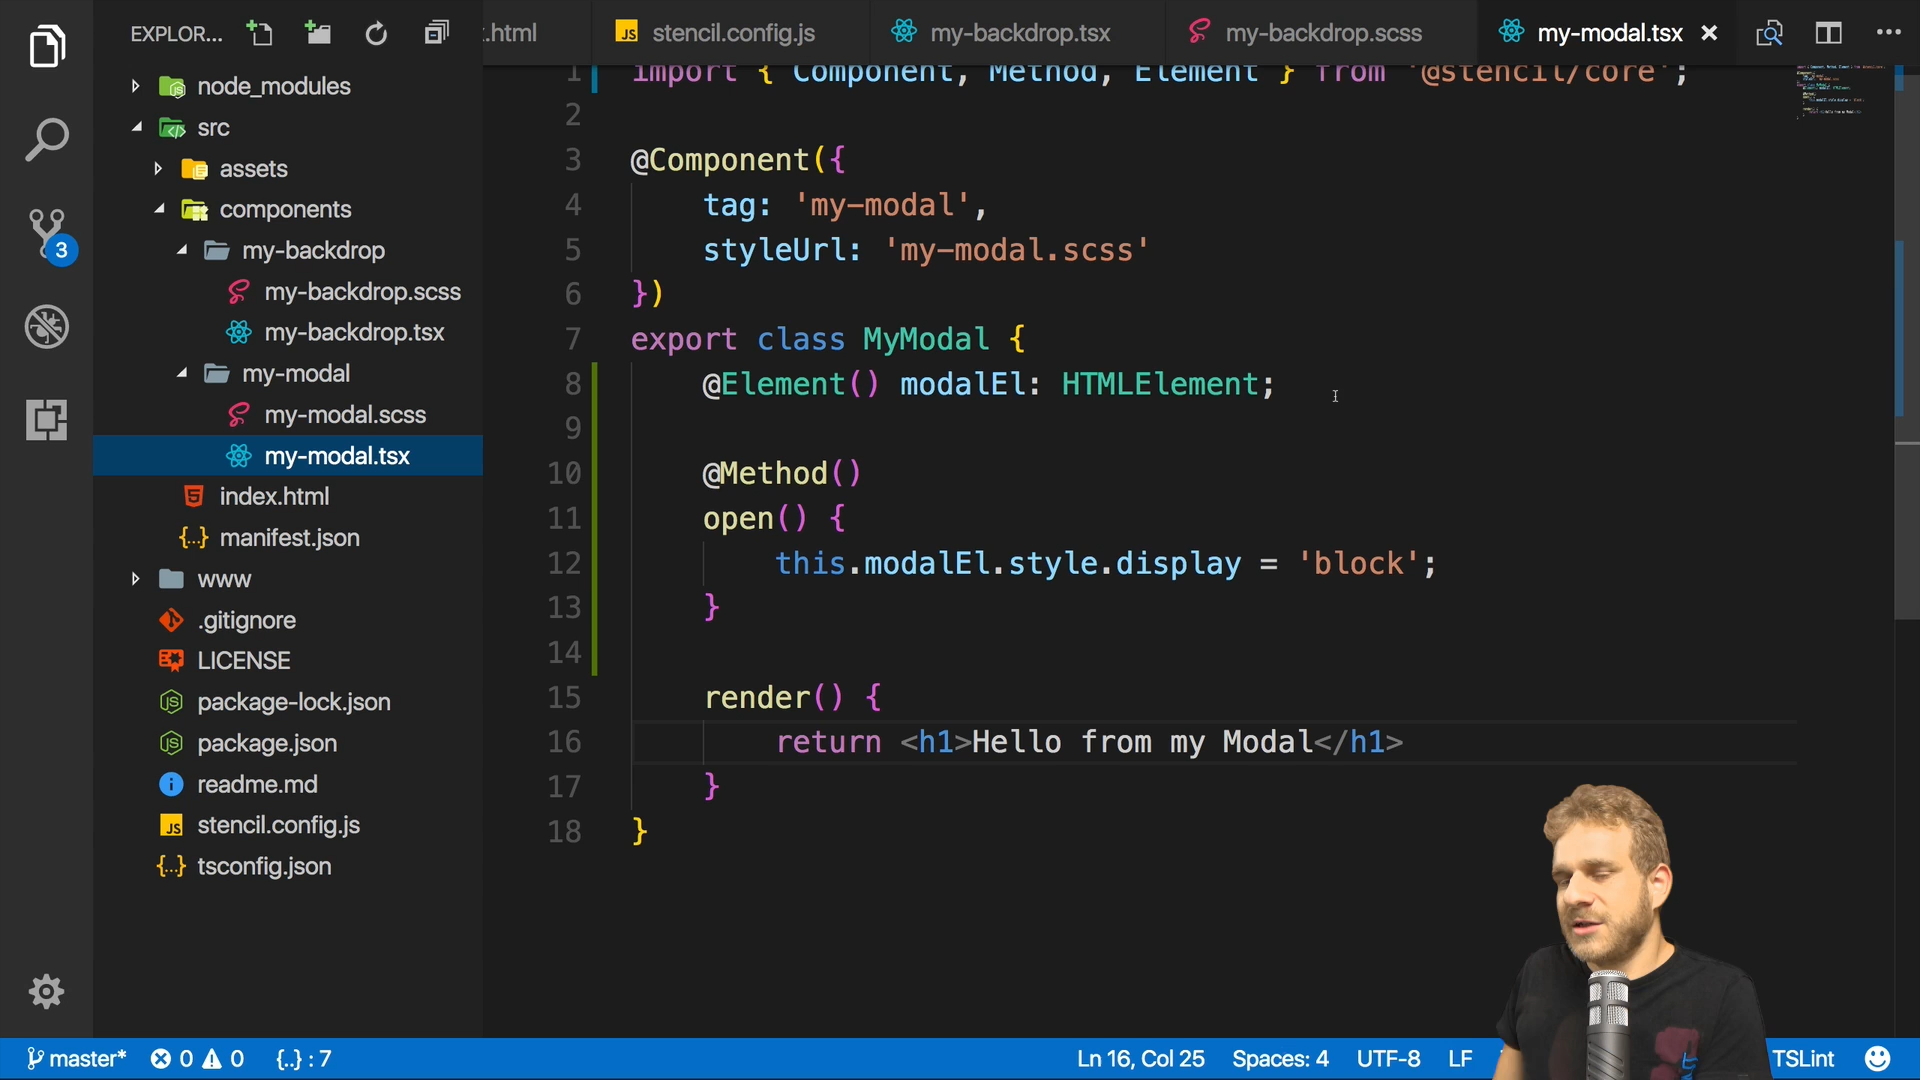 EXPLOR...
.html
stencil.config.js
my-backdrop.tsx
my-backdrop.scss
my-modal.tsx
node_modules
src
assets
components
my-backdrop
my-backdrop.scss
my-backdrop.tsx
my-modal
my-modal.scss
my-modal.tsx
index.html
manifest.json
www
.gitignore
LICENSE
package-lock.json
package.json
readme.md
stencil.config.js
tsconfig.json
3
1 import { Component, Method, Element } from '@stencil/core';
2
3 @Component({
4 tag: 'my-modal',
5 styleUrl: 'my-modal.scss'
6 })
7 export class MyModal {
8 @Element() modalEl: HTMLElement;
9
10 @Method()
11 open() {
12 this.modalEl.style.display = 'block';
13 }
14
15 render() {
16 return <h1>Hello from my Modal</h1>
17 }
18 }
master* 0 0 {..} : 7 Ln 16, Col 25 Spaces: 4 UTF-8 LF TSLint